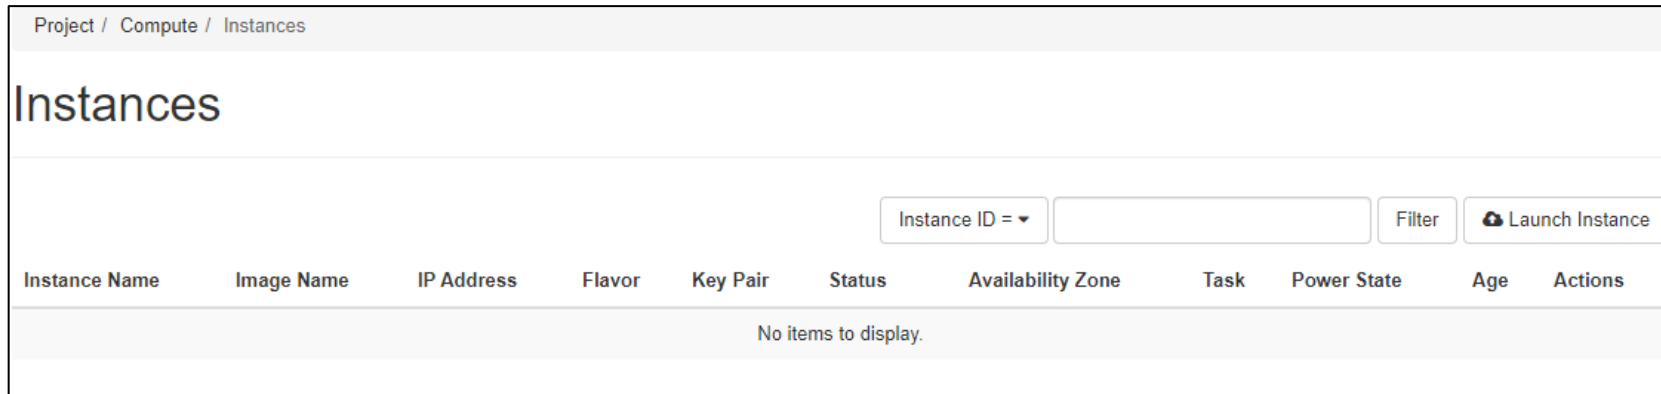 Project / Compute / Instances
Instances
Instance ID = Filter Launch Instance
Instance Name Image Name IP Address Flavor Key Pair Status Availability Zone Task Power State Age Actions
No items to display.